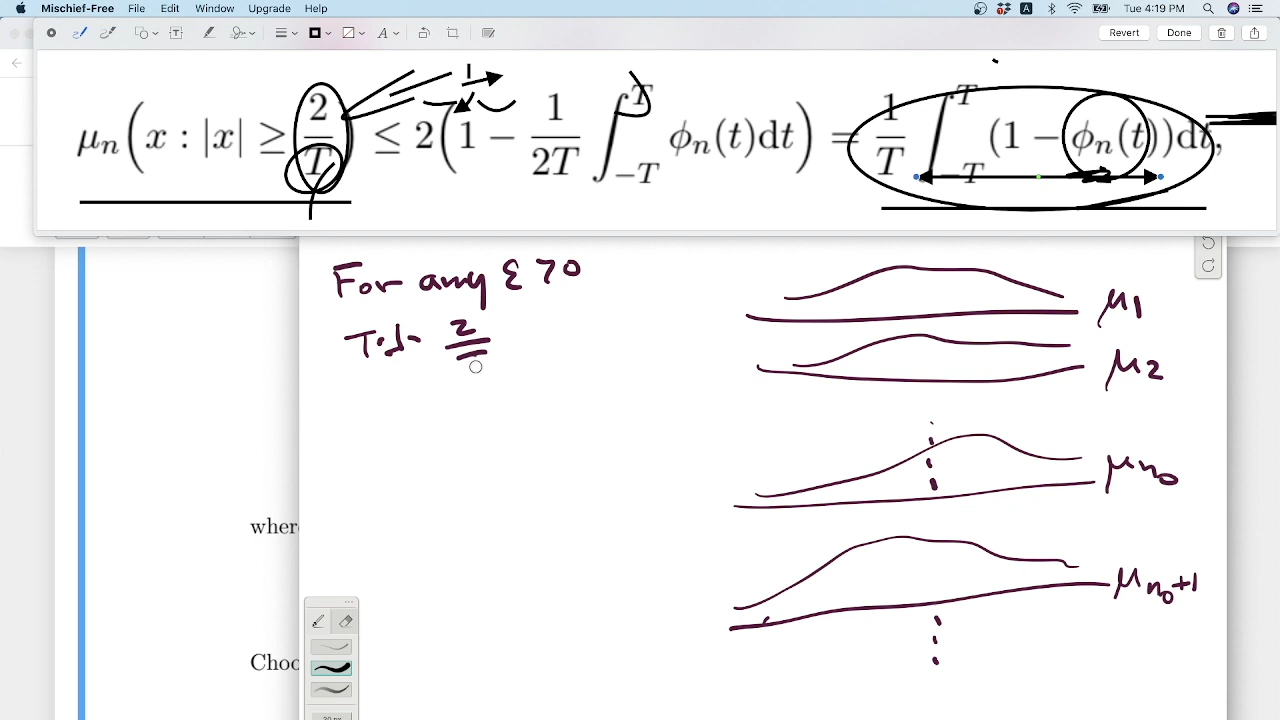 Mischief-Free File Edit Window Upgrade Help Tue 4:19 PM
Revert Done
μₙ(x : |x| ≥ 2/T) ≤ 2(1 − 1/2T ∫_{−T}^{T} ϕₙ(t)dt) = 1/T ∫_{−T}^{T} (1 − ϕₙ(t))dt,
For any ε > 0
μ1
2
μ2
μn₀
where
μn₀+1
Choo